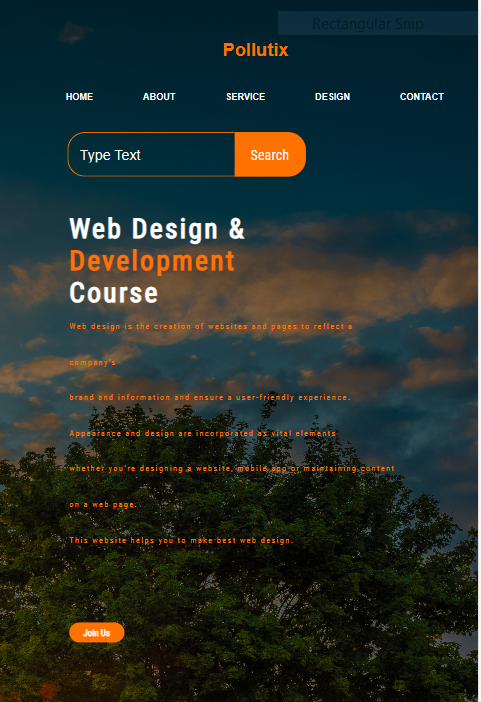 Rectangular Snip
Pollutix
HOME ABOUT SERVICE DESIGN CONTACT
Type Text Search
Web Design &
Development
Course
Web design is the creation of websites and pages to reflect a
company's
brand and information and ensure a user-friendly experience.
Appearance and design are incorporated as vital elements
whether you're designing a website, mobile app or maintaining content
on a web page.
This website helps you to make best web design.
Join Us